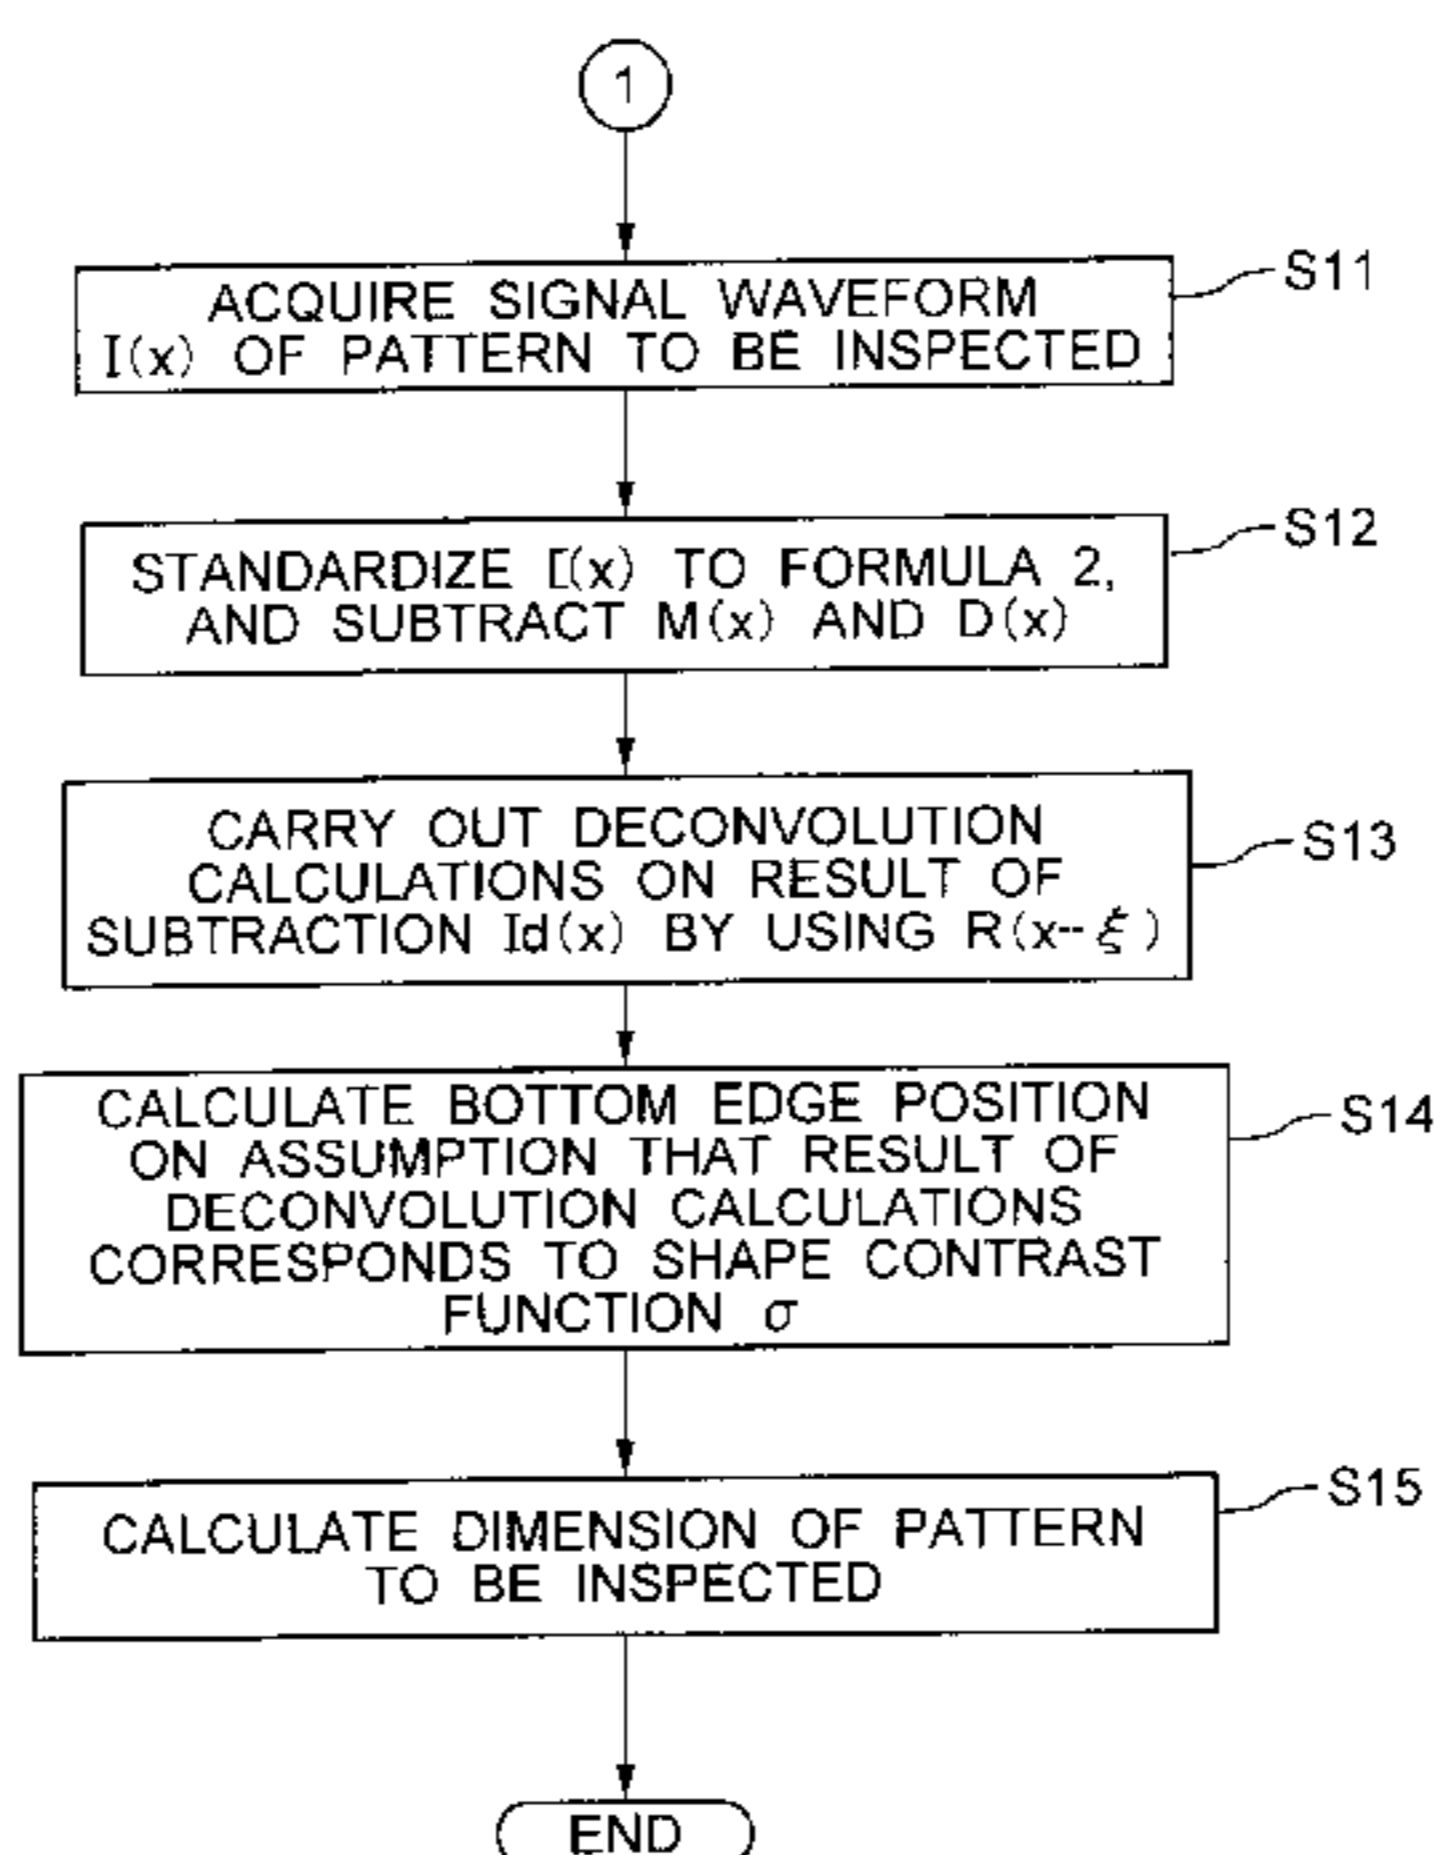 1
ACQUIRE SIGNAL WAVEFORM
I(x) OF PATTERN TO BE INSPECTED
S11
STANDARDIZE I(x) TO FORMULA 2,
AND SUBTRACT M(x) AND D(x)
S12
CARRY OUT DECONVOLUTION
CALCULATIONS ON RESULT OF
SUBTRACTION Id(x) BY USING R(x-ξ)
S13
CALCULATE BOTTOM EDGE POSITION
ON ASSUMPTION THAT RESULT OF
DECONVOLUTION CALCULATIONS
CORRESPONDS TO SHAPE CONTRAST
FUNCTION σ
S14
CALCULATE DIMENSION OF PATTERN
TO BE INSPECTED
S15
END